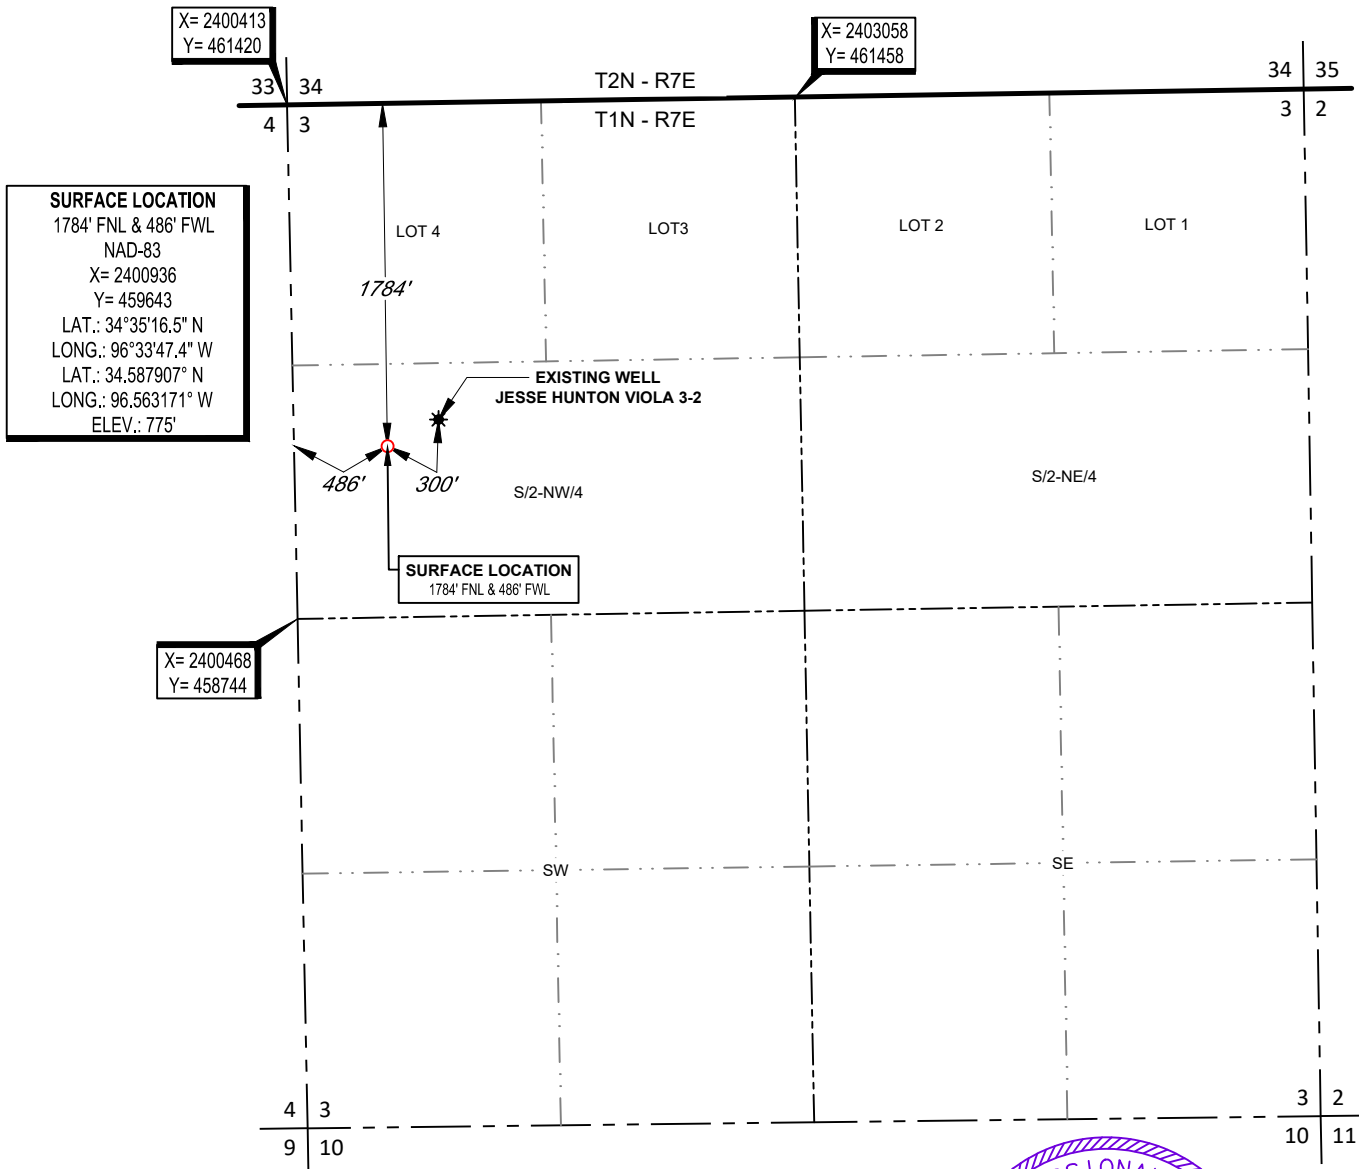 X= 2400413
Y= 461420
X= 2403058
Y= 461458
33 34
T2N - R7E
34 35
4 3
T1N - R7E
3 2
SURFACE LOCATION
1784' FNL & 486' FWL
NAD-83
X= 2400936
Y= 459643
LAT.: 34°35'16.5" N
LONG.: 96°33'47.4" W
LAT.: 34.587907° N
LONG.: 96.563171° W
ELEV.: 775'
LOT 4
LOT3
LOT 2
LOT 1
1784'
EXISTING WELL
JESSE HUNTON VIOLA 3-2
486'
300'
S/2-NW/4
S/2-NE/4
SURFACE LOCATION
1784' FNL & 486' FWL
X= 2400468
Y= 458744
SW
SE
4 3
3 2
9 10
10 11